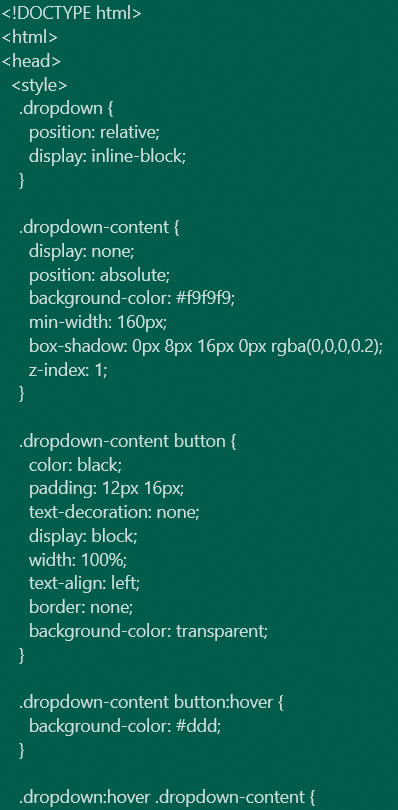 <!DOCTYPE html>
<html>
<head>
  <style>
    .dropdown {
      position: relative;
      display: inline-block;
    }

    .dropdown-content {
      display: none;
      position: absolute;
      background-color: #f9f9f9;
      min-width: 160px;
      box-shadow: 0px 8px 16px 0px rgba(0,0,0,0.2);
      z-index: 1;
    }

    .dropdown-content button {
      color: black;
      padding: 12px 16px;
      text-decoration: none;
      display: block;
      width: 100%;
      text-align: left;
      border: none;
      background-color: transparent;
    }

    .dropdown-content button:hover {
      background-color: #ddd;
    }

    .dropdown:hover .dropdown-content {